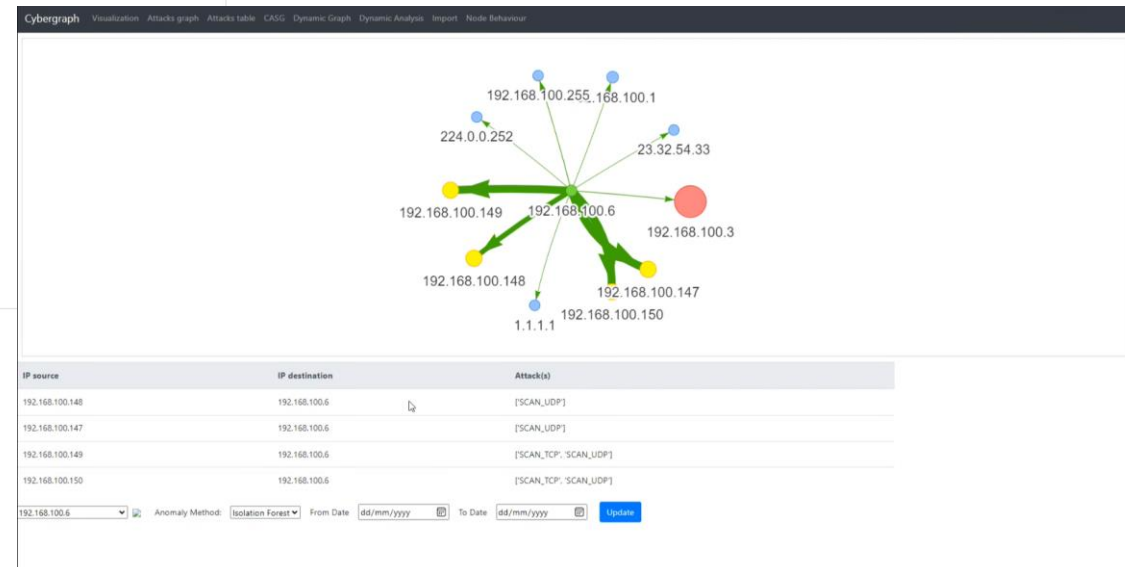 Cybergraph Visualization Attacks graph Attacks table CASG Dynamic Graph Dynamic Analysis Import Node Behaviour
192.168.100.255 .168.100.1
224.0.0.252
23.32.54.33
192.168.100.149 192.168.100.6
192.168.100.3
192.168.100.148
192.168.100.147
192.168.100.150
1.1.1.1
IP source IP destination Attack(s)
192.168.100.148 192.168.100.6 ['SCAN_UDP']
192.168.100.147 192.168.100.6 ['SCAN_UDP']
192.168.100.149 192.168.100.6 ['SCAN_TCP', 'SCAN_UDP']
192.168.100.150 192.168.100.6 ['SCAN_TCP', 'SCAN_UDP']
192.168.100.6 Anomaly Method: Isolation Forest From Date dd/mm/yyyy To Date dd/mm/yyyy Update